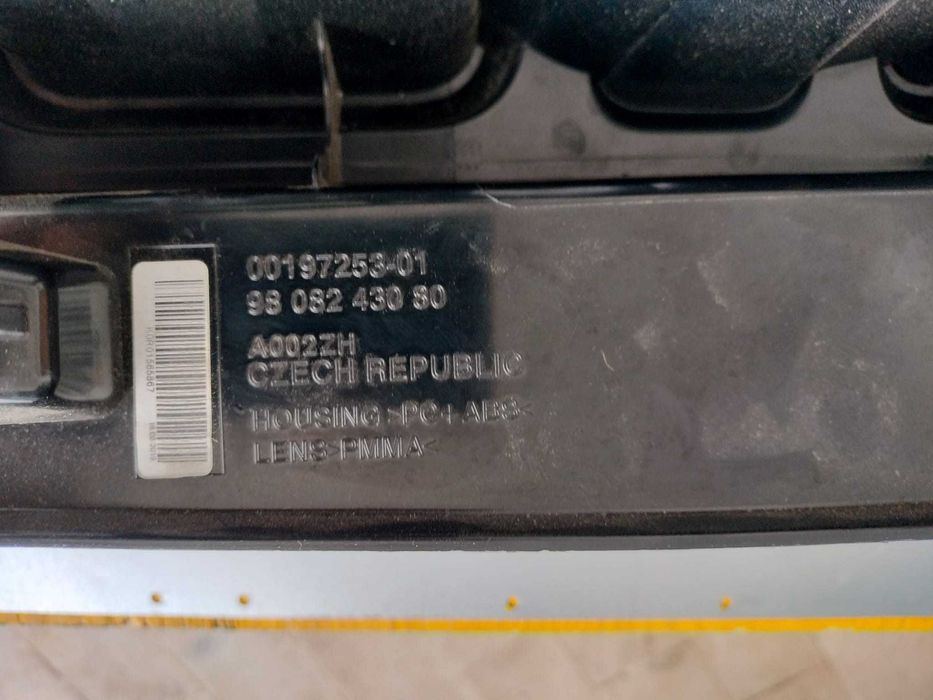 00197253-01
98 082 430 80
A002ZH
CZECH REPUBLIC
HOUSING >PC+ABS<
LENS>PMMA<